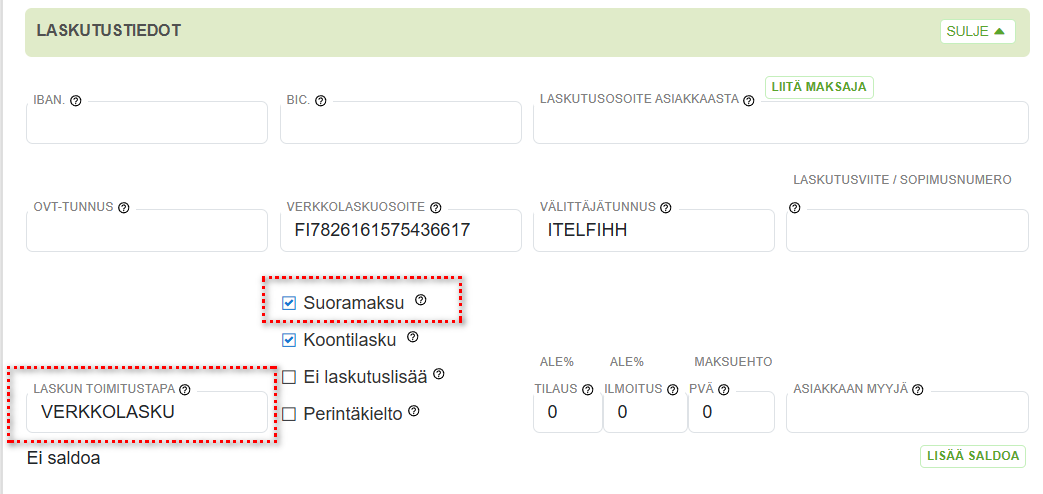 LASKUTUSTIEDOT
SULJE
LIITÄ MAKSAJA
IBAN.
BIC.
LASKUTUSOSOITE ASIAKKAASTA
LASKUTUSVIITE / SOPIMUSNUMERO
OVT-TUNNUS
VERKKOLASKUOSOITE
VÄLITTÄJÄTUNNUS
FI7826161575436617
ITELFIHH
Suoramaksu
Koontilasku
Ei laskutuslisää
Perintäkielto
LASKUN TOIMITUSTAPA
VERKKOLASKU
ALE% TILAUS
0
ALE% ILMOITUS
0
MAKSUEHTO PVÄ
0
ASIAKKAAN MYYJÄ
Ei saldoa
LISÄÄ SALDOA